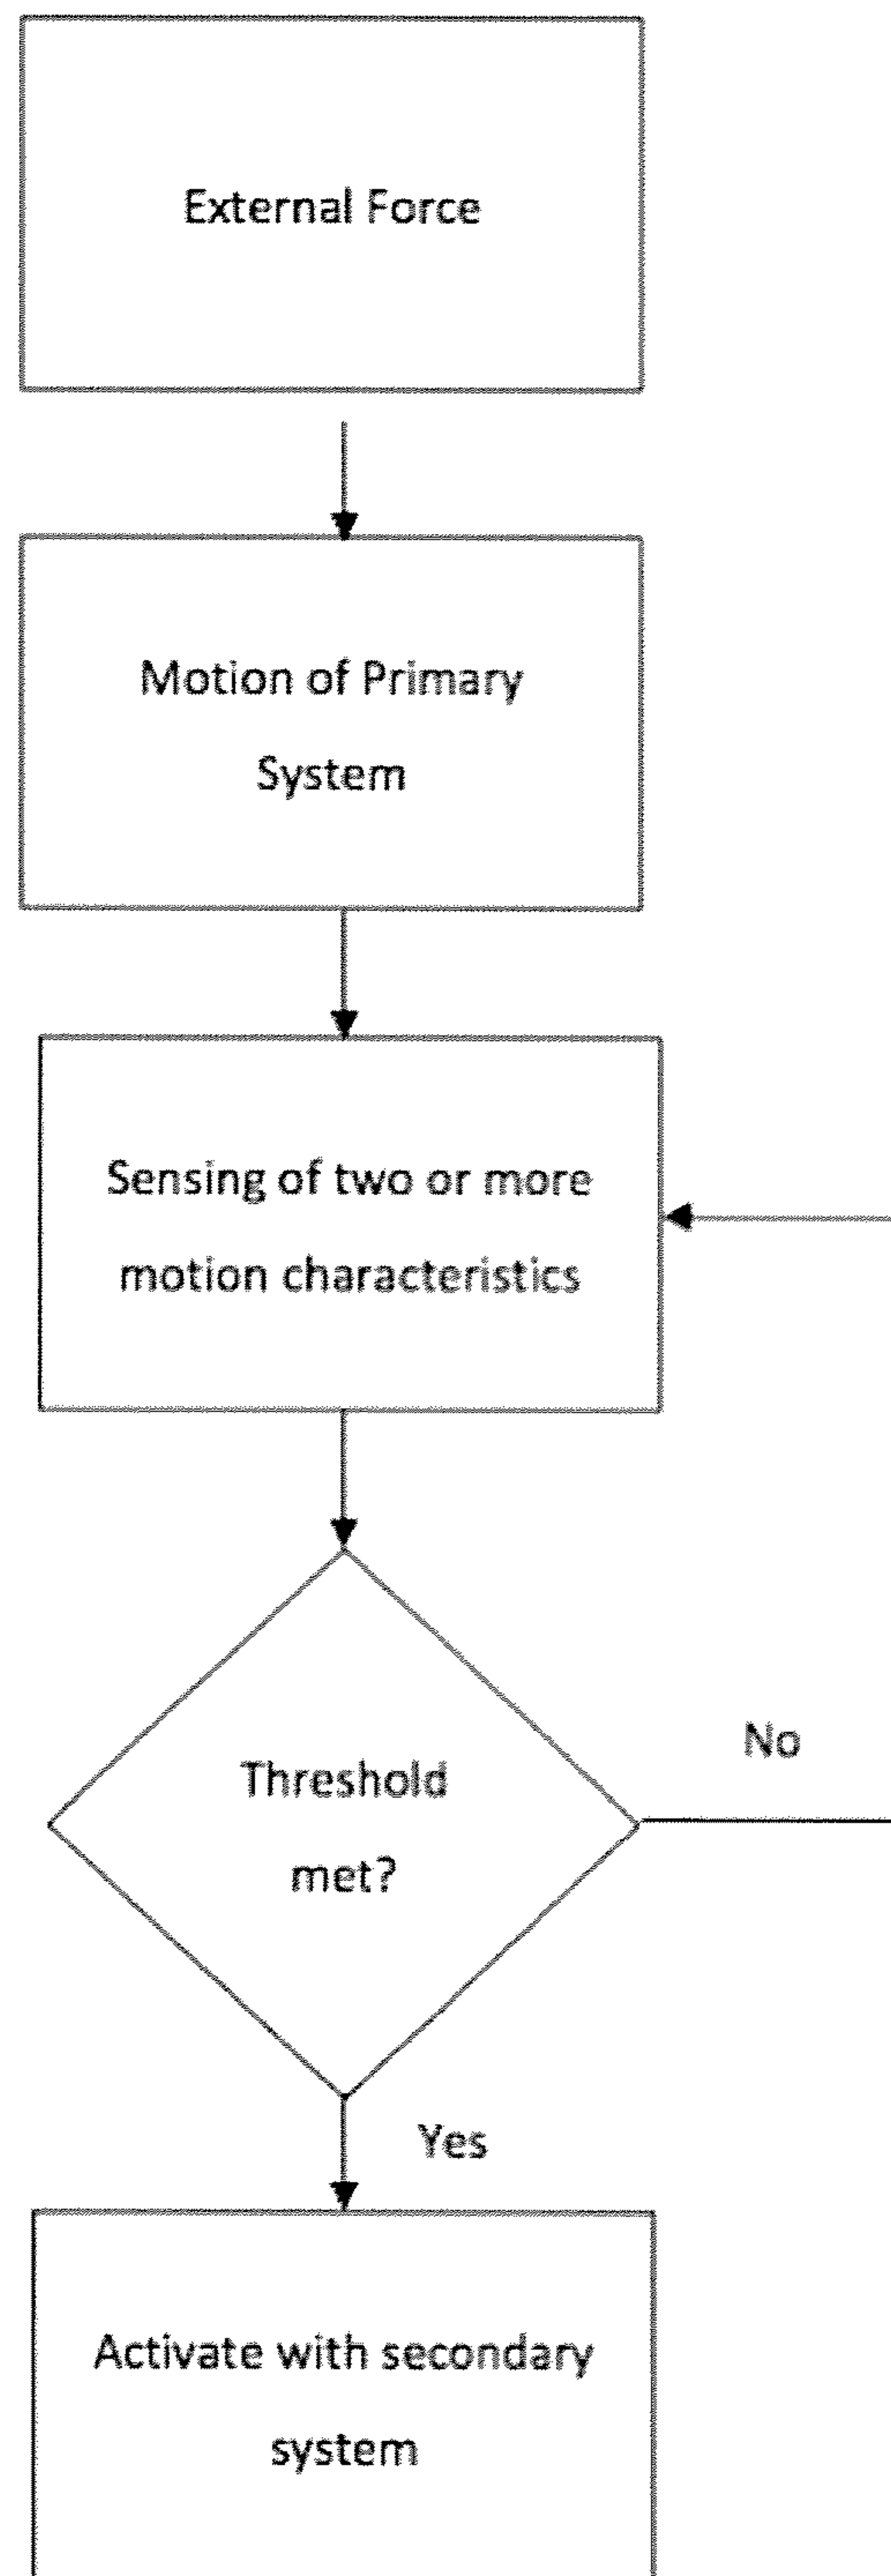 External Force
Motion of Primary
System
Sensing of two or more
motion characteristics
Threshold
met?
No
Yes
Activate with secondary
system